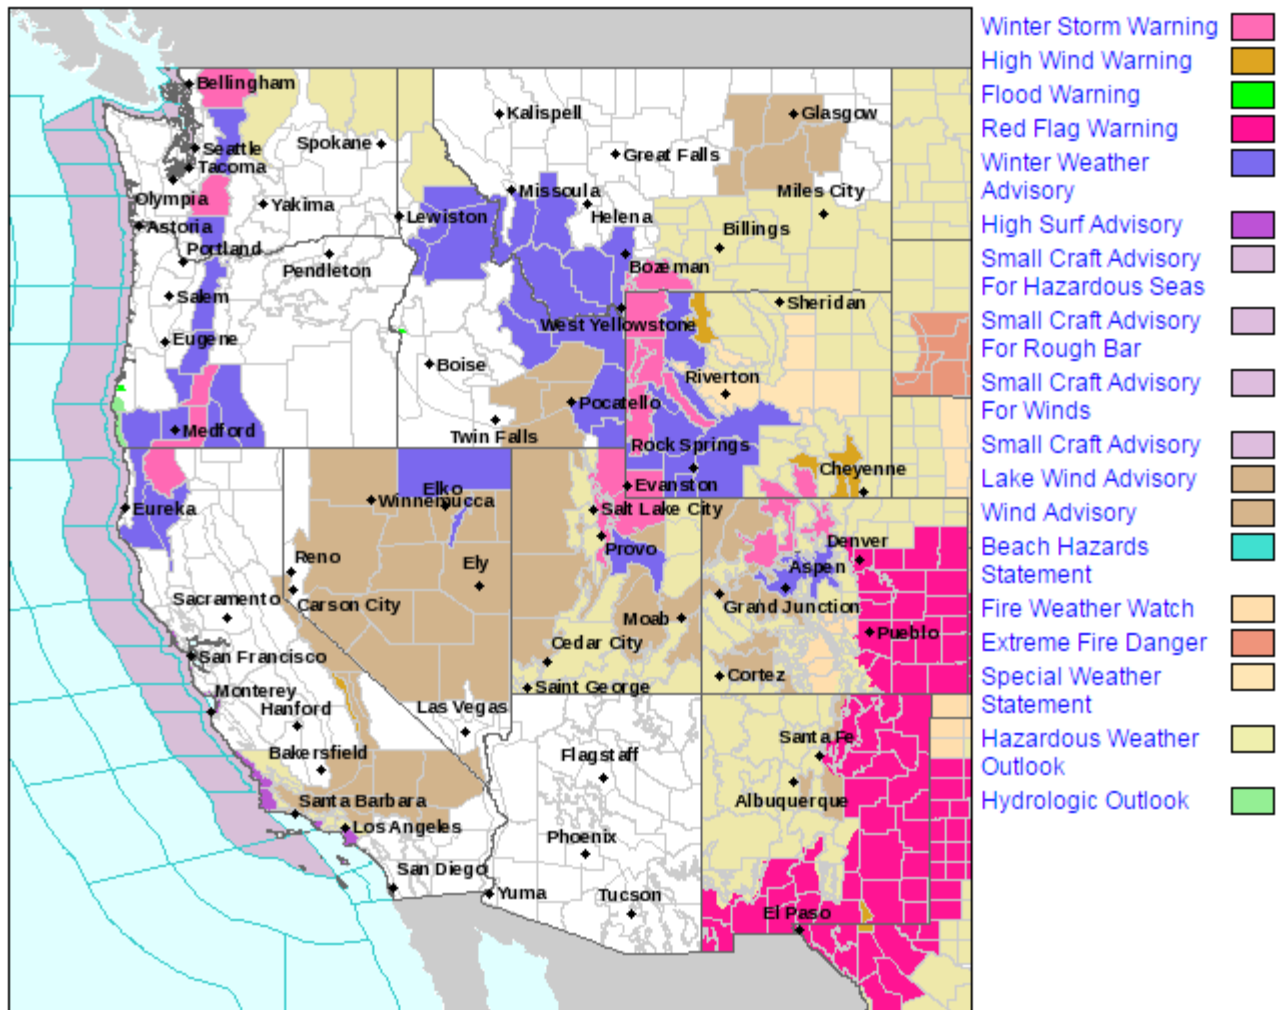 Bellingham
Kalispell
Glasgow
Spokane
Seattle
Great Falls
Tacoma
Miles City
Olympia
Yakima
Missoula
Lewiston
Helena
Astoria
Billings
Portland
Pendleton
Bozeman
Salem
Sheridan
West Yellowstone
Eugene
Boise
Riverton
Pocatello
Medford
Twin Falls
Rock Springs
Cheyenne
Elko
Evanston
Winnemucca
Eureka
Salt Lake City
Denver
Provo
Reno
Ely
Aspen
Sacramento
Carson City
Grand Junction
Moab
Pueblo
Cedar City
San Francisco
Cortez
Saint George
Monterey
Hanford
Las Vegas
Santa Fe
Bakersfield
Flagstaff
Santa Barbara
Albuquerque
Los Angeles
Phoenix
San Diego
Yuma
Tucson
El Paso
Winter Storm Warning
High Wind Warning
Flood Warning
Red Flag Warning
Winter Weather
Advisory
High Surf Advisory
Small Craft Advisory
For Hazardous Seas
Small Craft Advisory
For Rough Bar
Small Craft Advisory
For Winds
Small Craft Advisory
Lake Wind Advisory
Wind Advisory
Beach Hazards
Statement
Fire Weather Watch
Extreme Fire Danger
Special Weather
Statement
Hazardous Weather
Outlook
Hydrologic Outlook